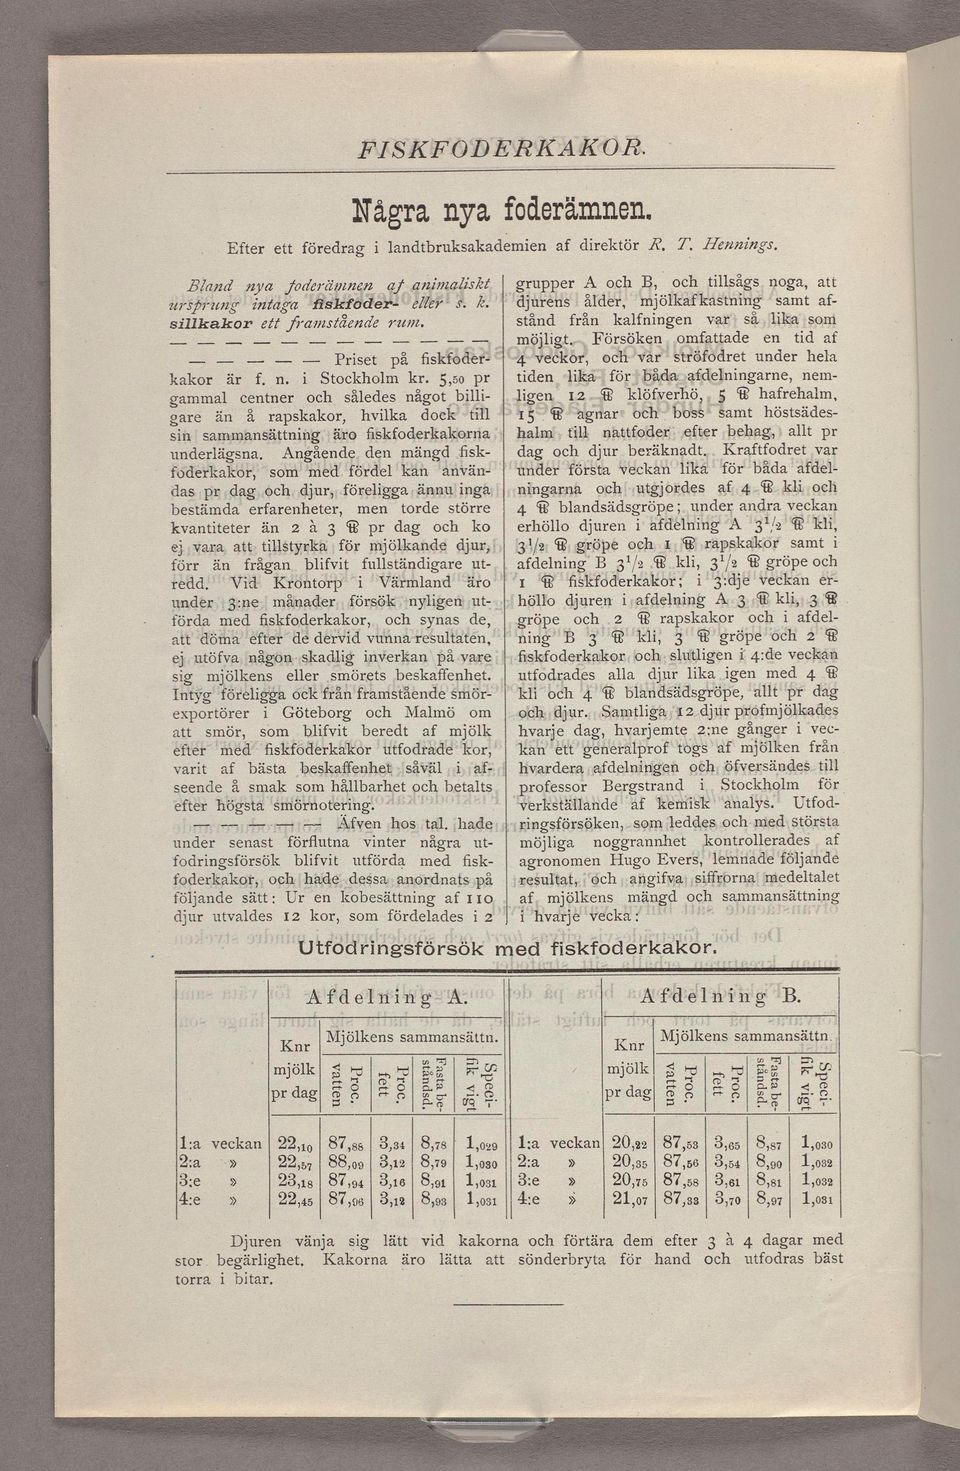 FISKFODERKAKOR.
Några nya foderämnen.
Efter ett föredrag i landtbruksakademien af direktör R. T. Hennings.
Bland nya foderämnen af animaliskt
ursprung intaga fiskfoder- eller s. k.
sillkakor ett framstående rum.
— — — — — — — — — — — —
— — — — — Priset på fiskfoder-
kakor är f. n. i Stockholm kr. 5,50 pr
gammal centner och således något billi-
gare än å rapskakor, hvilka dock till
sin sammansättning äro fiskfoderkakorna
underlägsna. Angående den mängd fisk-
foderkakor, som med fördel kan använ-
das pr dag och djur, föreligga ännu inga
bestämda erfarenheter, men torde större
kvantiteter än 2 à 3 ℔ pr dag och ko
ej vara att tillstyrka för mjölkande djur,
förr än frågan blifvit fullständigare ut-
redd. Vid Krontorp i Värmland äro
under 3:ne månader försök nyligen ut-
förda med fiskfoderkakor, och synas de,
att döma efter de dervid vunna resultaten,
ej utöfva någon skadlig inverkan på vare
sig mjölkens eller smörets beskaffenhet.
Intyg föreligga ock från framstående smör-
exportörer i Göteborg och Malmö om
att smör, som blifvit beredt af mjölk
efter med fiskfoderkakor utfodrade kor,
varit af bästa beskaffenhet såväl i af-
seende å smak som hållbarhet och betalts
efter högsta smörnotering.
— — — — — Äfven hos tal. hade
under senast förflutna vinter några ut-
fodringsförsök blifvit utförda med fisk-
foderkakor, och hade dessa anordnats på
följande sätt: Ur en kobesättning af 110
djur utvaldes 12 kor, som fördelades i 2
grupper A och B, och tillsågs noga, att
djurens ålder, mjölkafkastning samt af-
stånd från kalfningen var så lika som
möjligt. Försöken omfattade en tid af
4 veckor, och var ströfodret under hela
tiden lika för båda afdelningarne, nem-
ligen 12 ℔ klöfverhö, 5 ℔ hafrehalm,
15 ℔ agnar och boss samt höstsädes-
halm till nattfoder efter behag, allt pr
dag och djur beräknadt. Kraftfodret var
under första veckan lika för båda afdel-
ningarna och utgjordes af 4 ℔ kli och
4 ℔ blandsädsgröpe; under andra veckan
erhöllo djuren i afdelning A 3 1/2 ℔ kli,
3 1/2 ℔ gröpe och 1 ℔ rapskakor samt i
afdelning B 3 1/2 ℔ kli, 3 1/2 ℔ gröpe och
1 ℔ fiskfoderkakor; i 3:dje veckan er-
höllo djuren i afdelning A 3 ℔ kli, 3 ℔
gröpe och 2 ℔ rapskakor och i afdel-
ning B 3 ℔ kli, 3 ℔ gröpe och 2 ℔
fiskfoderkakor och slutligen i 4:de veckan
utfodrades alla djur lika igen med 4 ℔
kli och 4 ℔ blandsädsgröpe, allt pr dag
och djur. Samtliga 12 djur profmjölkades
hvarje dag, hvarjemte 2:ne gånger i vec-
kan ett generalprof togs af mjölken från
hvardera afdelningen och öfversändes till
professor Bergstrand i Stockholm för
verkställande af kemisk analys. Utfod-
ringsförsöken, som leddes och med största
möjliga noggrannhet kontrollerades af
agronomen Hugo Evers, lemnade följande
resultat, och angifva siffrorna medeltalet
af mjölkens mängd och sammansättning
i hvarje vecka:
Utfodringsförsök med fiskfoderkakor.
Afdelning A. Afdelning B.
Knr mjölk pr dag Mjölkens sammansättn. Knr mjölk pr dag Mjölkens sammansättn.
Proc. vatten Proc. fett Fasta be-ståndsd. Speci-fik vigt Proc. vatten Proc. fett Fasta be-ståndsd. Speci-fik vigt
1:a veckan 22,10 87,88 3,34 8,78 1,029 1:a veckan 20,22 87,53 3,65 8,87 1,030
2:a » 22,57 88,09 3,12 8,79 1,030 2:a » 20,35 87,56 3,54 8,90 1,032
3:e » 23,18 87,94 3,16 8,91 1,031 3:e » 20,75 87,58 3,61 8,81 1,032
4:e » 22,45 87,96 3,12 8,93 1,031 4:e » 21,07 87,33 3,70 8,97 1,031
Djuren vänja sig lätt vid kakorna och förtära dem efter 3 à 4 dagar med
stor begärlighet. Kakorna äro lätta att sönderbryta för hand och utfodras bäst
torra i bitar.